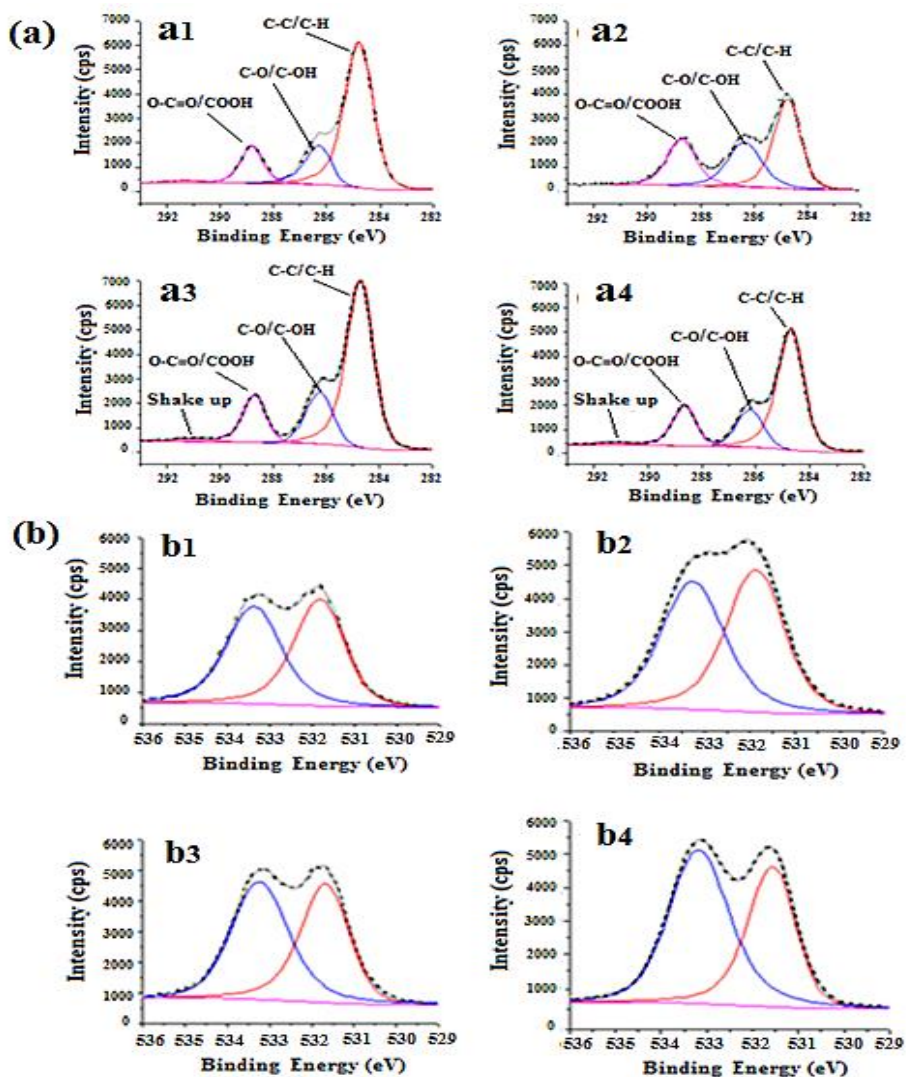 (a)
a1
Intensity (cps)
7000
6000
5000
4000
3000
2000
1000
0
C-C/C-H
C-O/C-OH
O-C=O/COOH
292 290 288 286 284 282
Binding Energy (eV)
a2
Intensity (cps)
7000
6000
5000
4000
3000
2000
1000
0
C-C/C-H
C-O/C-OH
O-C=O/COOH
292 290 288 286 284 282
Binding Energy (eV)
a3
Intensity (cps)
7000
6000
5000
4000
3000
2000
1000
0
C-C/C-H
C-O/C-OH
O-C=O/COOH
Shake up
292 290 288 286 284 282
Binding Energy (eV)
a4
Intensity (cps)
7000
6000
5000
4000
3000
2000
1000
0
C-C/C-H
C-O/C-OH
O-C=O/COOH
Shake up
292 290 288 286 284 282
Binding Energy (eV)
(b)
b1
Intensity (cps)
6000
5000
4000
3000
2000
1000
0
536 535 534 533 532 531 530 529
Binding Energy (eV)
b2
Intensity (cps)
6000
5000
4000
3000
2000
1000
0
536 535 534 533 532 531 530 529
Binding Energy (eV)
b3
Intensity (cps)
6000
5000
4000
3000
2000
1000
0
536 535 534 533 532 531 530 529
Binding Energy (eV)
b4
Intensity (cps)
6000
5000
4000
3000
2000
1000
0
536 535 534 533 532 531 530 529
Binding Energy (eV)